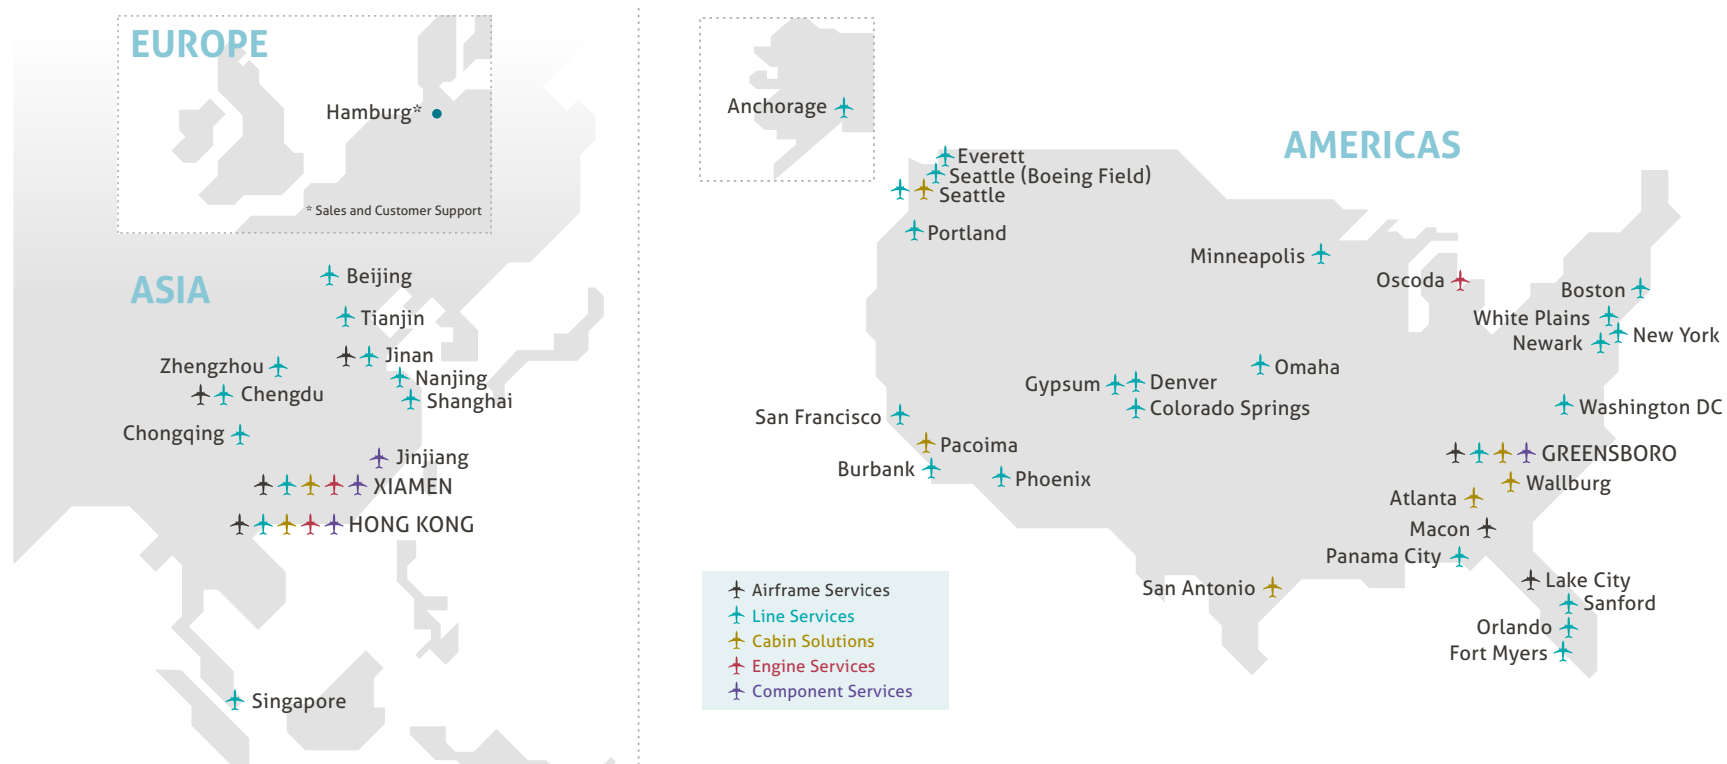 EUROPE
Hamburg*
* Sales and Customer Support
ASIA
Beijing
Tianjin
Jinan
Zhengzhou
Nanjing
Chengdu
Shanghai
Chongqing
Jinjiang
XIAMEN
HONG KONG
Singapore
Anchorage
AMERICAS
Everett
Seattle (Boeing Field)
Seattle
Portland
Minneapolis
Oscoda
Boston
White Plains
New York
Newark
Omaha
Gypsum
Denver
Colorado Springs
Washington DC
San Francisco
Pacoima
GREENSBORO
Burbank
Phoenix
Wallburg
Atlanta
Macon
Panama City
San Antonio
Lake City
Sanford
Orlando
Fort Myers
Airframe Services
Line Services
Cabin Solutions
Engine Services
Component Services